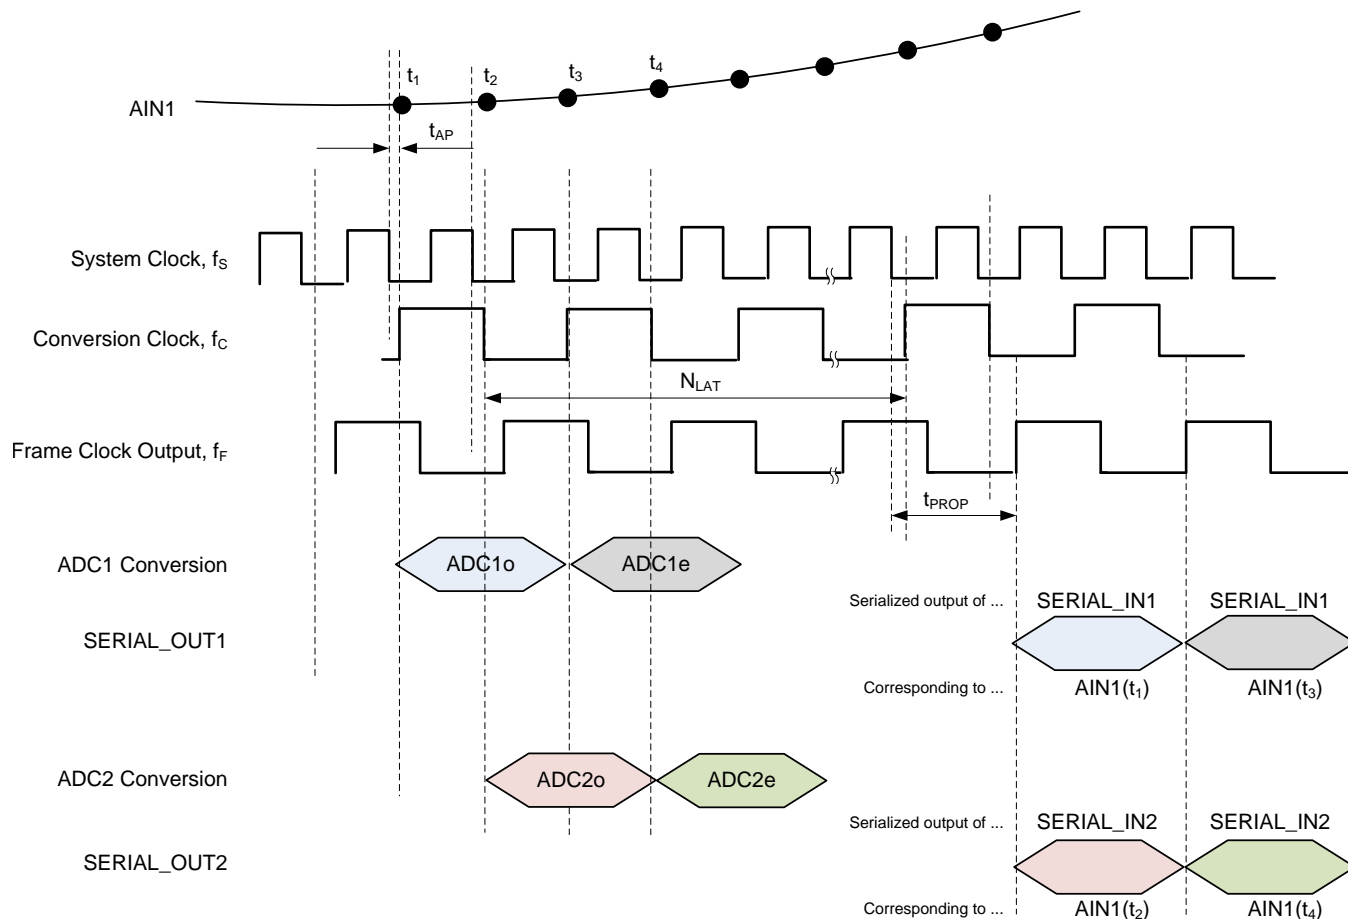 t1
t2
t3
t4
AIN1
tAP
System Clock, fS
Conversion Clock, fC
NLAT
Frame Clock Output, fF
tPROP
ADC1 Conversion
ADC1o
ADC1e
Serialized output of ...
SERIAL_IN1
SERIAL_IN1
SERIAL_OUT1
Corresponding to ...
AIN1(t1)
AIN1(t3)
ADC2 Conversion
ADC2o
ADC2e
Serialized output of ...
SERIAL_IN2
SERIAL_IN2
SERIAL_OUT2
Corresponding to ...
AIN1(t2)
AIN1(t4)